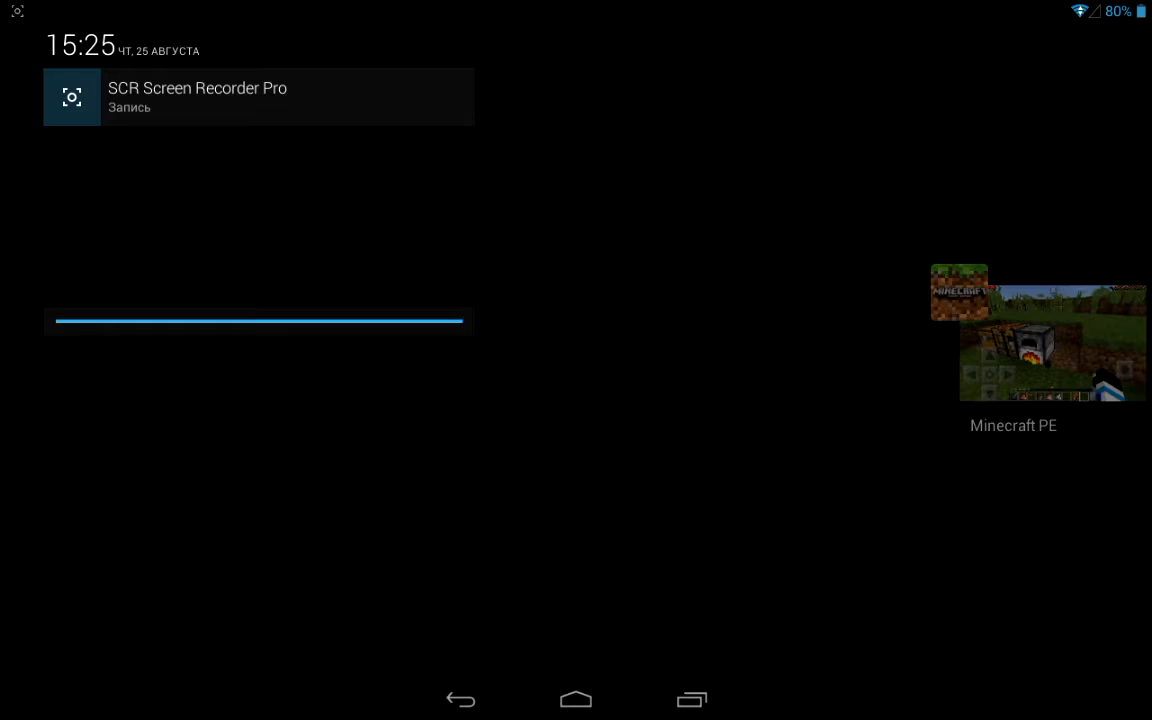 80%
15:25 ЧТ, 25 АВГУСТА
SCR Screen Recorder Pro
Запись
MINECRAFT
Minecraft PE